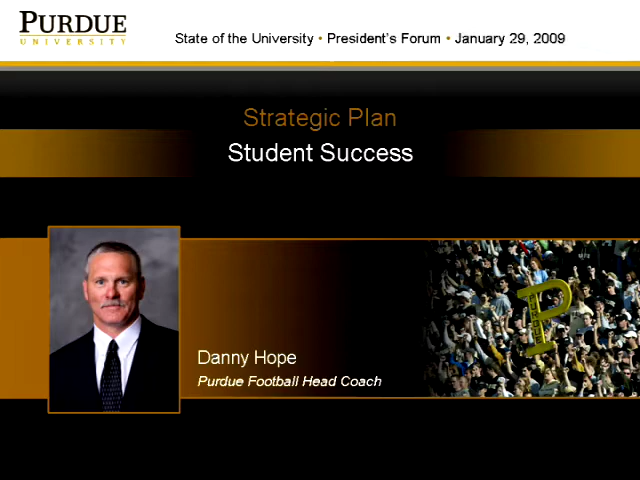 PURDUE
UNIVERSITY
State of the University • President's Forum • January 29, 2009
Strategic Plan
Student Success
P
Danny Hope
Purdue Football Head Coach